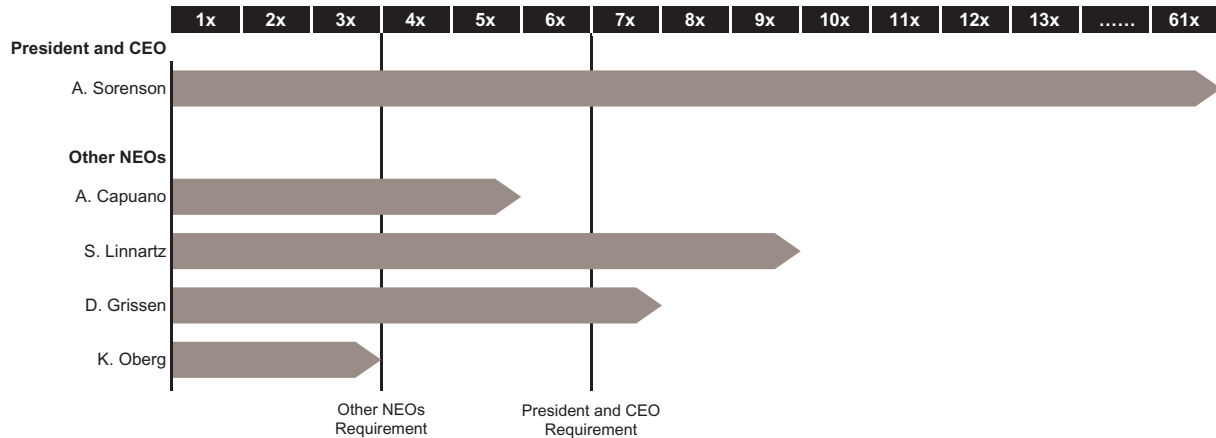 1x 2x 3x 4x 5x 6x 7x 8x 9x 10x 11x 12x 13x ...... 61x
President and CEO
A. Sorenson
Other NEOs
A. Capuano
S. Linnartz
D. Grissen
K. Oberg
Other NEOs
Requirement
President and CEO
Requirement